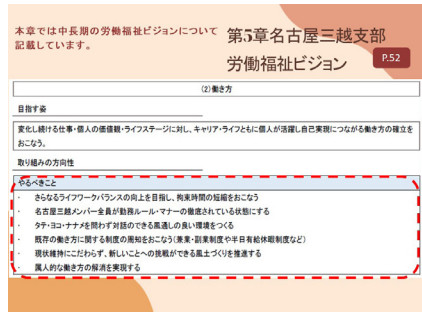 本章では中長期の労働福祉ビジョンについて
記載しています。
第5章名古屋三越支部
労働福祉ビジョン
P.52
(2)働き方
目指す姿
変化し続ける仕事・個人の価値観・ライフステージに対し、キャリア・ライフともに個人が活躍し自己実現につながる働き方の確立を
おこなう。
取り組みの方向性
やるべきこと
・ さらなるライフワークバランスの向上を目指し、拘束時間の短縮をおこなう
・ 名古屋三越メンバー全員が勤務ルール・マナーの徹底されている状態にする
・ タテ・ヨコ・ナナメを問わず対話のできる風通しの良い環境をつくる
・ 既存の働き方に関する制度の周知をおこなう(兼業・副業制度や半日有給休暇制度など)
・ 現状維持にこだわらず、新しいことへの挑戦ができる風土づくりを推進する
・ 属人的な働き方の解消を実現する